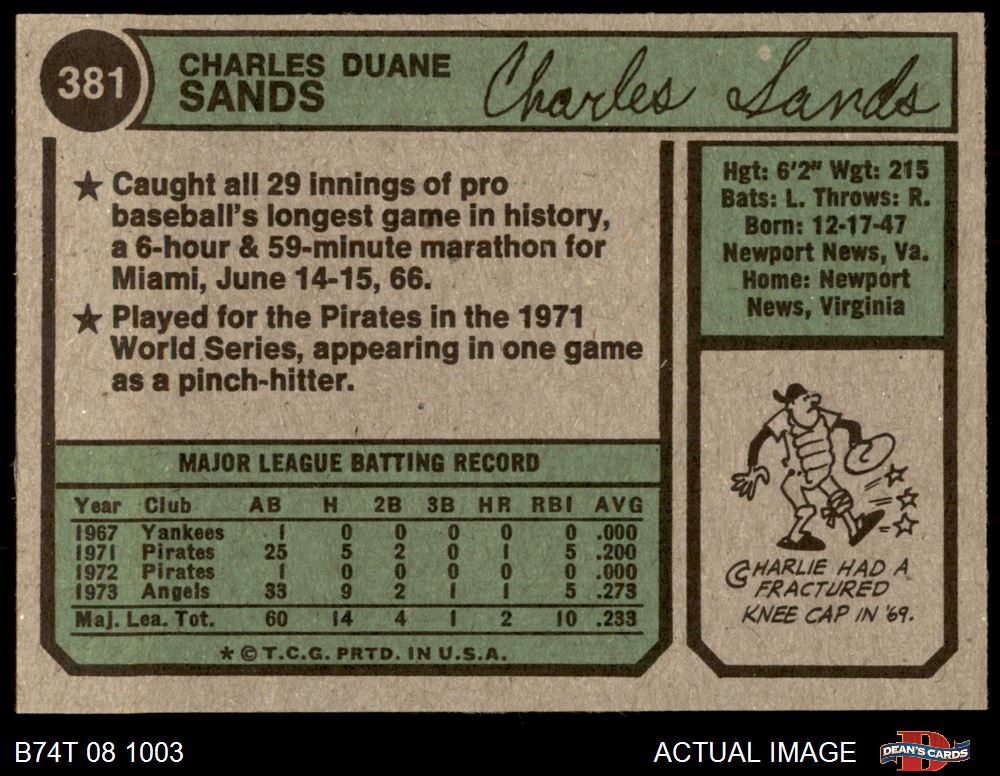 381
CHARLES DUANE
SANDS
Charles Sands
★ Caught all 29 innings of pro
baseball's longest game in history,
a 6-hour & 59-minute marathon for
Miami, June 14-15, 66.
★ Played for the Pirates in the 1971
World Series, appearing in one game
as a pinch-hitter.
Hgt: 6'2" Wgt: 215
Bats: L. Throws: R.
Born: 12-17-47
Newport News, Va.
Home: Newport
News, Virginia
MAJOR LEAGUE BATTING RECORD
Year Club AB H 2B 3B HR RBI AVG
1967 Yankees 1 0 0 0 0 0 .000
1971 Pirates 25 5 2 0 1 5 .200
1972 Pirates 1 0 0 0 0 0 .000
1973 Angels 33 9 2 1 1 5 .273
Maj. Lea. Tot. 60 14 4 1 2 10 .233
★ © T.C.G. PRTD. IN U.S.A.
CHARLIE HAD A
FRACTURED
KNEE CAP IN '69.
B74T 08 1003
ACTUAL IMAGE
DEAN'S CARDS